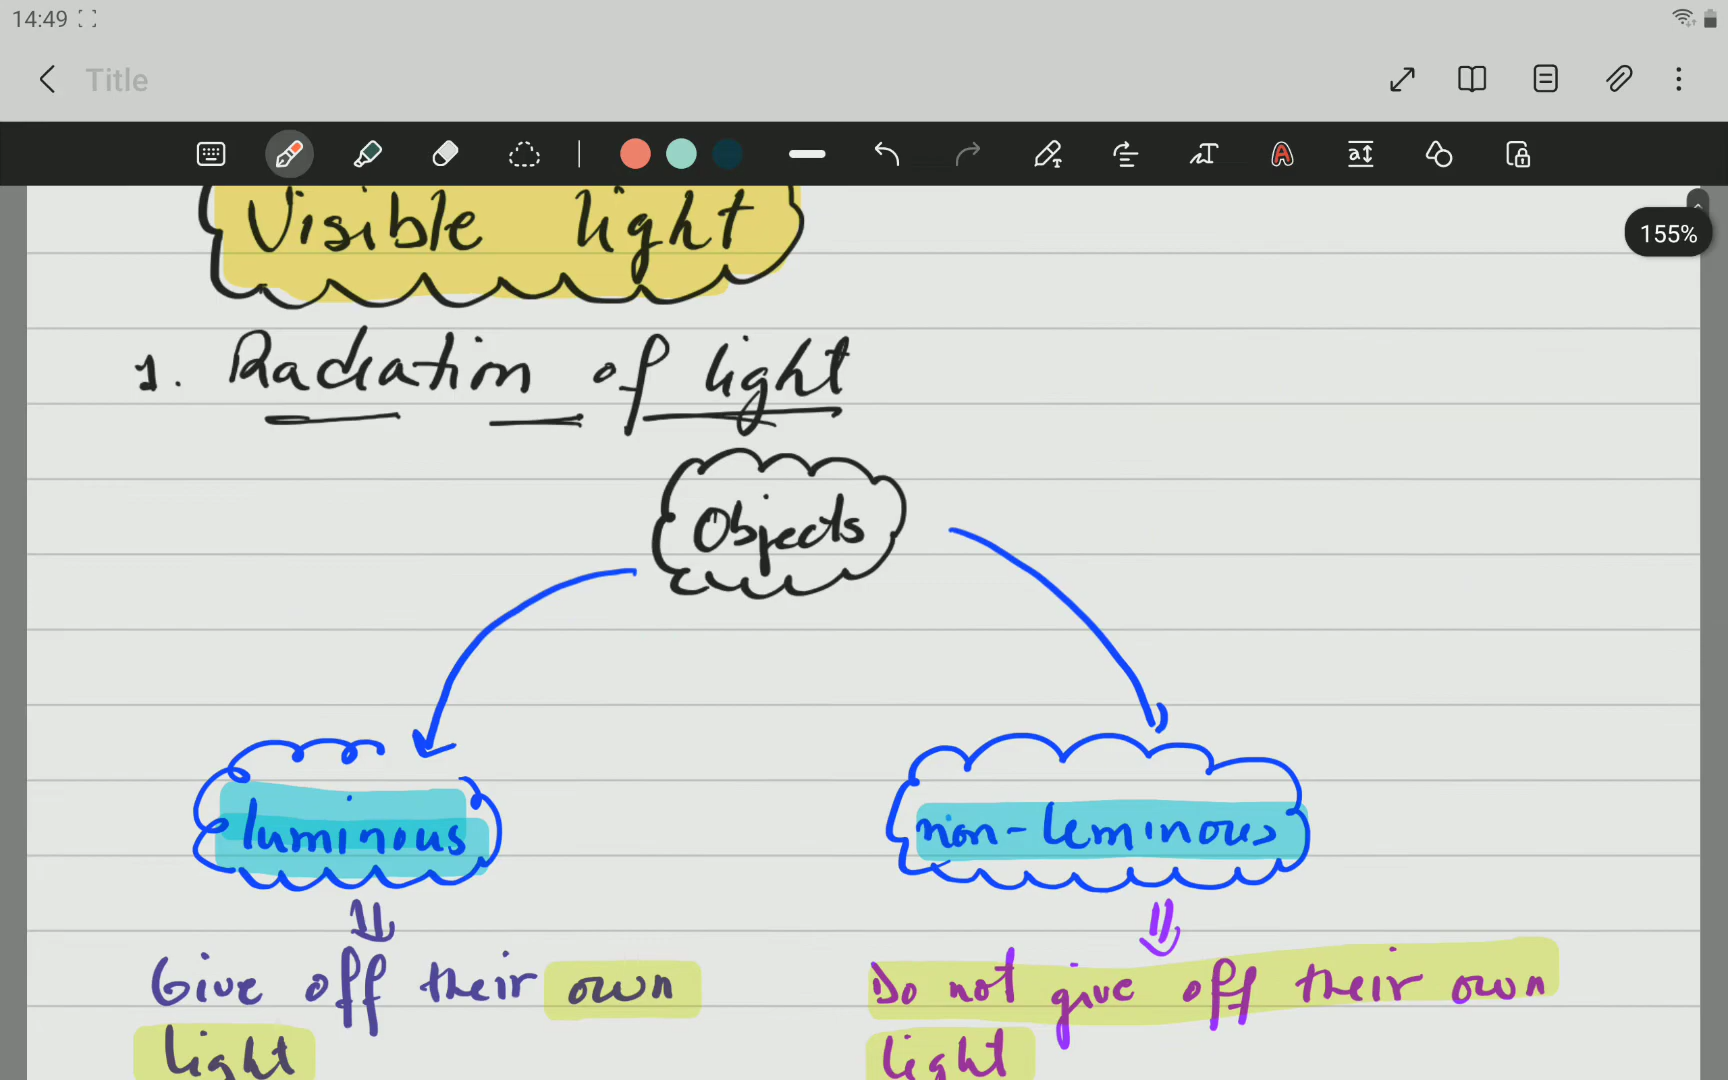 14:49
Title
155%
Visible light
1. Radiation of light
Objects
luminous
non-leminous
Give off their own
light
Do not give off their own
light